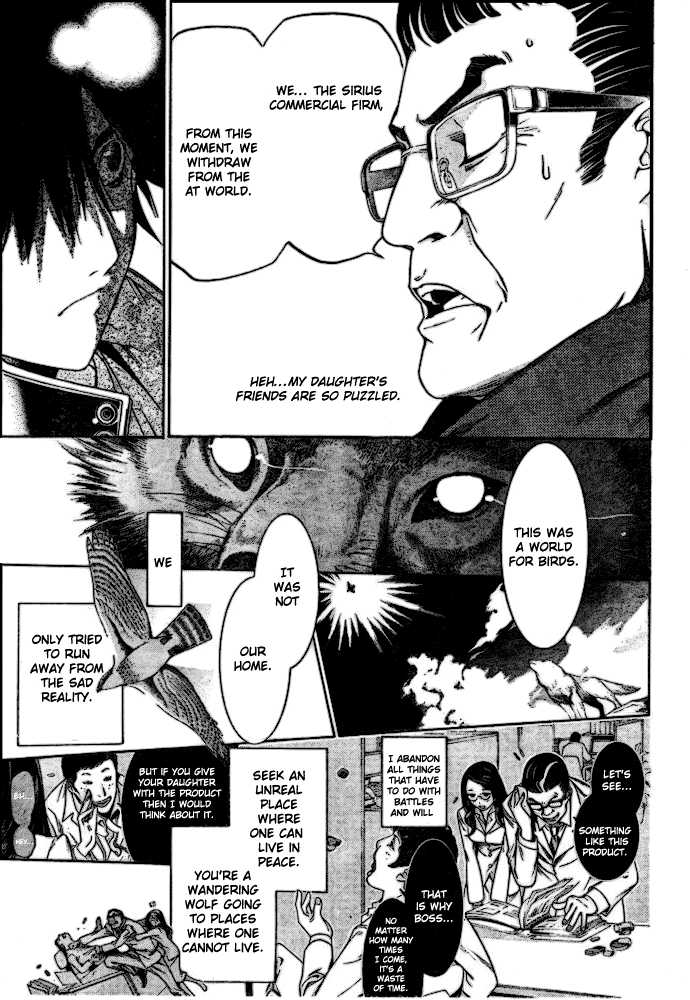 WE... THE SIRIUS
COMMERCIAL FIRM,
FROM THIS
MOMENT, WE
WITHDRAW
FROM THE
AT WORLD.
HEH...MY DAUGHTER'S
FRIENDS ARE SO PUZZLED.
THIS WAS
A WORLD
FOR BIRDS.
IT
WAS
NOT
OUR
HOME.
WE
ONLY TRIED
TO RUN
AWAY FROM
THE SAD
REALITY.
LET'S
SEE...
SOMETHING
LIKE THIS
PRODUCT.
I ABANDON
ALL THINGS
THAT HAVE
TO DO WITH
BATTLES
AND WILL
THAT
IS WHY
BOSS...
NO
MATTER
HOW MANY
TIMES
I COME,
IT'S A
WASTE
OF TIME.
SEEK AN
UNREAL
PLACE
WHERE
ONE CAN
LIVE IN
PEACE.
YOU'RE A
WANDERING
WOLF GOING
TO PLACES
WHERE ONE
CANNOT LIVE.
BUT IF YOU GIVE
YOUR DAUGHTER
WITH THE PRODUCT
THEN I WOULD
THINK ABOUT IT.
HEY...